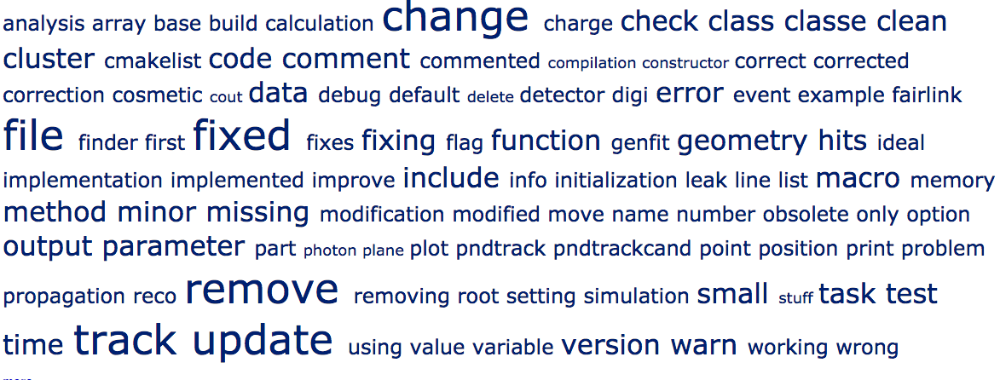 analysis array base build calculation change charge check class classe clean
cluster cmakelist code comment commented compilation constructor correct corrected
correction cosmetic cout data debug default delete detector digi error event example fairlink
file finder first fixed fixes fixing flag function genfit geometry hits ideal
implementation implemented improve include info initialization leak line list macro memory
method minor missing modification modified move name number obsolete only option
output parameter part photon plane plot pndtrack pndtrackcand point position print problem
propagation reco remove removing root setting simulation small stuff task test
time track update using value variable version warn working wrong